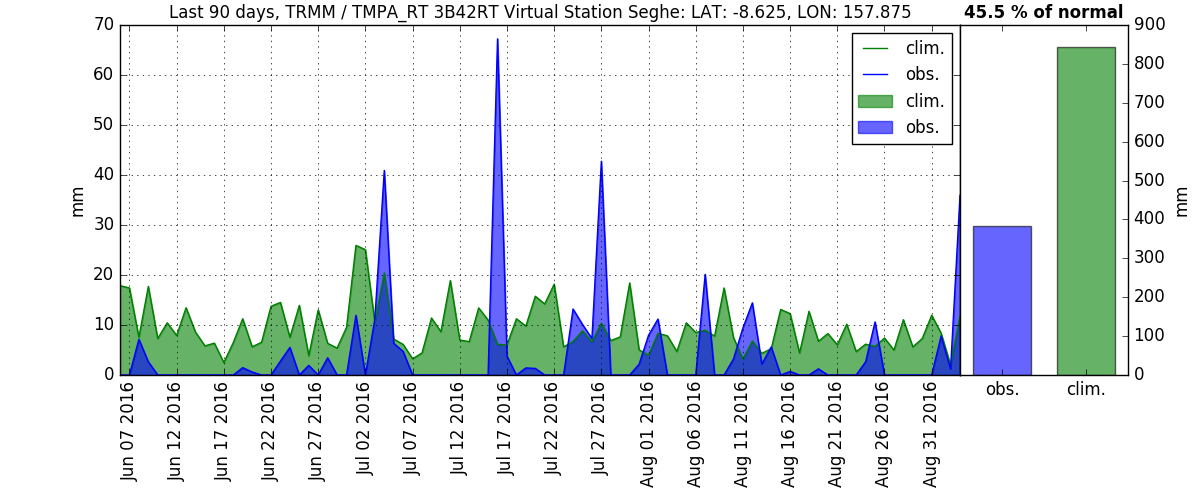 Last 90 days, TRMM / TMPA_RT 3B42RT Virtual Station Seghe: LAT: -8.625, LON: 157.875
45.5 % of normal
70
60
50
40
30
20
10
0
mm
clim.
obs.
clim.
obs.
Jun 07 2016
Jun 12 2016
Jun 17 2016
Jun 22 2016
Jun 27 2016
Jul 02 2016
Jul 07 2016
Jul 12 2016
Jul 17 2016
Jul 22 2016
Jul 27 2016
Aug 01 2016
Aug 06 2016
Aug 11 2016
Aug 16 2016
Aug 21 2016
Aug 26 2016
Aug 31 2016
obs.
clim.
900
800
700
600
500
400
300
200
100
0
mm